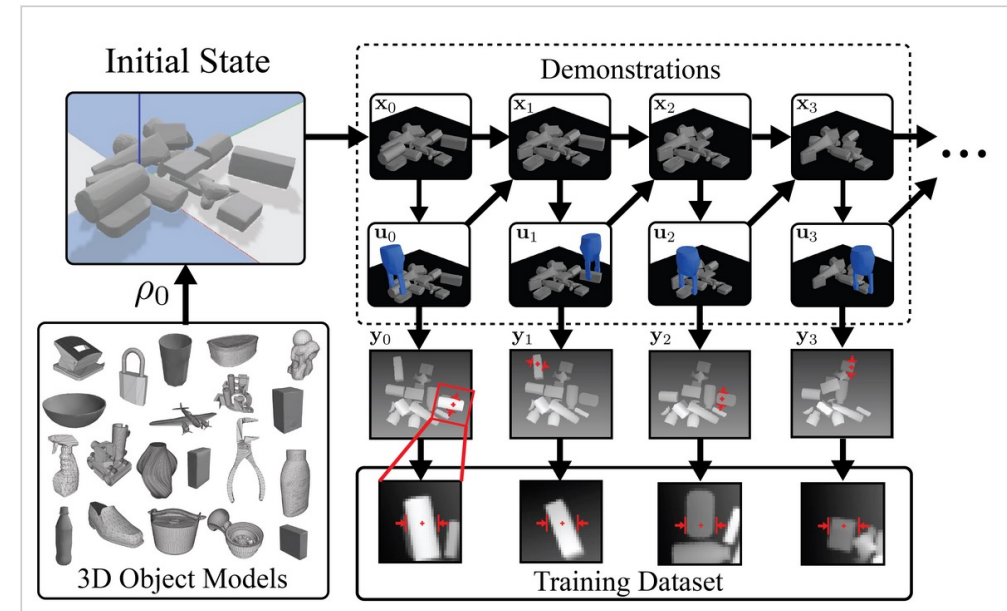 Initial State
Demonstrations
x₀ x₁ x₂ x₃
...
u₀ u₁ u₂ u₃
ρ₀
y₀ y₁ y₂ y₃
3D Object Models
Training Dataset